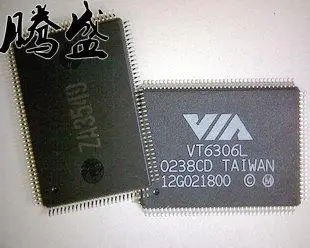 腾盛
VIA
VT6306L
0238CD TAIWAN
12G021800 Ⓒ Ⓜ